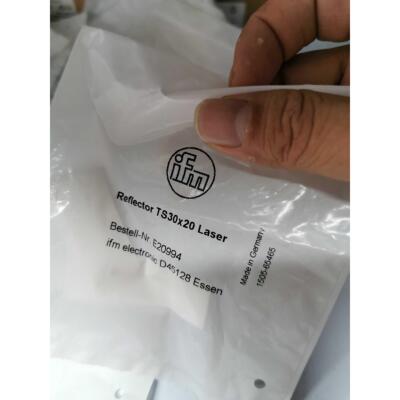 ifm
Reflector TS30x20 Laser
Bestell-Nr. E20994
ifm electronic D45128 Essen
Made in Germany
1505-65465